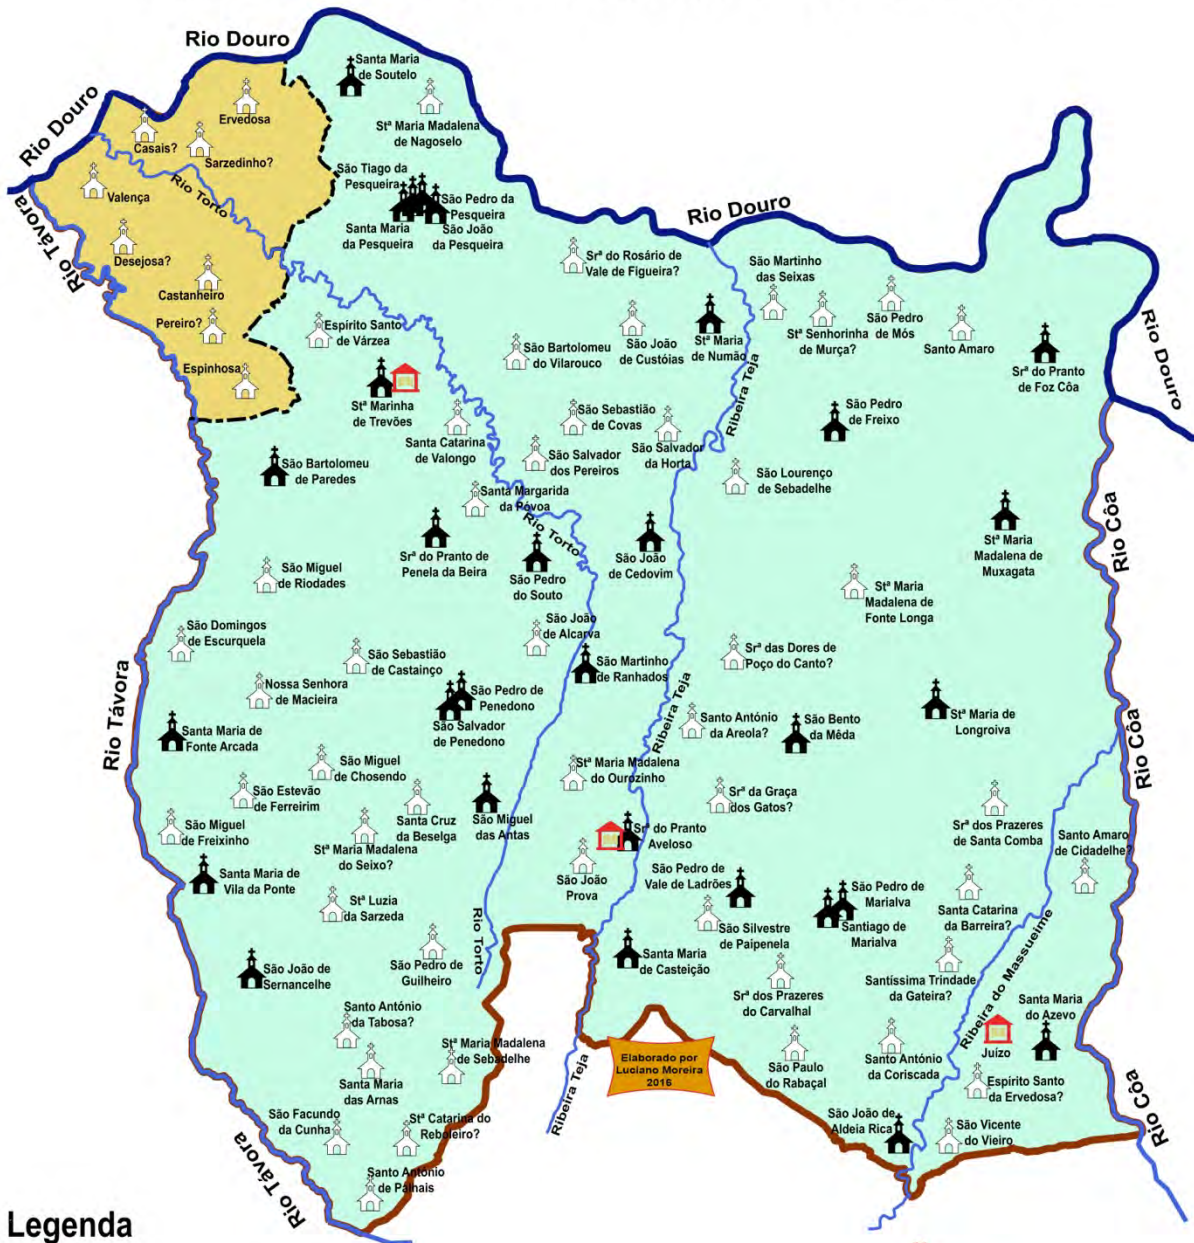 Rio Douro
Santa Maria
de Soutelo
Rio Douro
Ervedosa
Casais?
Sarzedinho?
Stª Maria Madalena
de Nagoselo
Valença
Rio Torto
São Tiago da
Pesqueira
São Pedro da
Pesqueira
Santa Maria
da Pesqueira
São João
da Pesqueira
Rio Douro
Rio Távora
Desejosa?
Castanheiro
Pereiro?
Espinhosa
Srª do Rosário de
Vale de Figueira?
São Martinho
das Seixas
Espírito Santo
de Várzea
São Bartolomeu
do Vilarouco
São João
de Custóias
Stª Maria
de Numão
Stª Senhorinha
de Murça?
São Pedro
de Mós
Santo Amaro
Srª do Pranto
de Foz Côa
Rio Douro
Stª Marinha
de Trevões
Ribeira Teja
Santa Catarina
de Valongo
São Sebastião
de Covas
São Salvador
dos Pereiros
São Salvador
da Horta
São Pedro
de Freixo
São Bartolomeu
de Paredes
São Lourenço
de Sebadelhe
Santa Margarida
da Póvoa
Rio Torto
Srª do Pranto de
Penela da Beira
São Pedro
do Souto
São João
de Cedovim
Stª Maria
Madalena de
Muxagata
Rio Côa
São Miguel
de Riodades
Stª Maria
Madalena de
Fonte Longa
São Domingos
de Escurquela
São João
de Alcarva
São Sebastião
de Castainço
Srª das Dores de
Poço do Canto?
São Martinho
de Ranhados
Nossa Senhora
de Macieira
São Pedro de
Penedono
São Salvador
de Penedono
Rio Távora
Santa Maria de
Fonte Arcada
Ribeira Teja
Santo António
da Areola?
São Bento
da Mêda
Stª Maria de
Longroiva
Rio Côa
São Miguel
de Chosendo
Stª Maria Madalena
do Ourozinho
São Estevão
de Ferreirim
Santa Cruz
da Beselga
São Miguel
das Antas
Srª da Graça
dos Gatos?
São Miguel
de Freixinho
Stª Maria Madalena
do Seixo?
Srª do Pranto
Aveloso
Srª dos Prazeres
de Santa Comba
Santo Amaro
de Cidadelhe?
Santa Maria de
Vila da Ponte
São João
Prova
São Pedro de
Vale de Ladrões
São Pedro de
Marialva
Santiago de
Marialva
Stª Luzia
da Sarzeda
São Silvestre
de Paipenela
Santa Catarina
da Barreira?
São Pedro de
Guilheiro
Rio Torto
Santa Maria
de Casteição
São João de
Sernancelhe
Srª dos Prazeres
do Carvalhal
Santíssima Trindade
da Gateira?
Ribeira do Massueime
Santo António
da Tabosa?
Santa Maria
do Azevo
Juízo
Stª Maria Madalena
de Sebadelhe
Elaborado por
Luciano Moreira
2016
Santo António
da Coriscada
Santa Maria
das Arnas
São Paulo
do Rabaçal
Espirito Santo
da Ervedosa?
Ribeira Teja
São Facundo
da Cunha
Stª Catarina do
Reboleiro?
São João de
Aldeia Rica
São Vicente
do Vieiro
Rio Côa
Rio Távora
Santo António
de Pálhais
Legenda